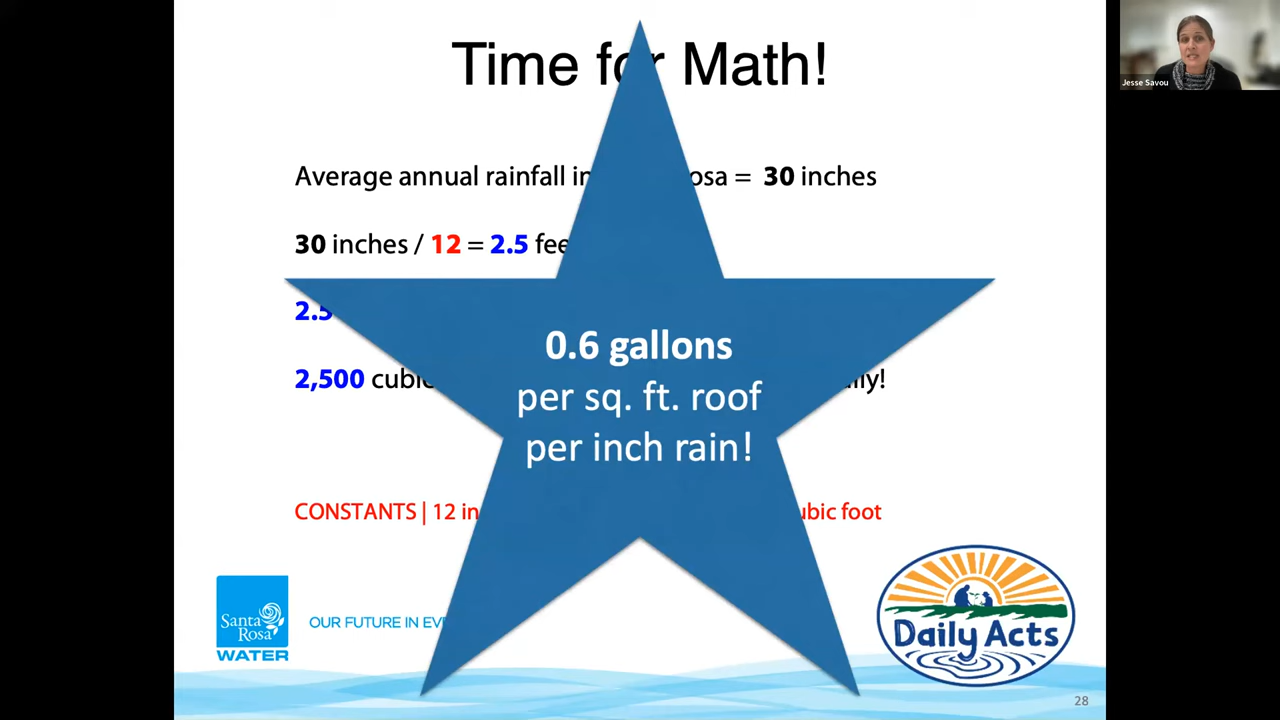 Time for Math!
Jesse Savou
Average annual rainfall in osa = 30 inches
30 inches / 12 = 2.5 fee
2.5
0.6 gallons
per sq. ft. roof
per inch rain!
2,500 cubic lly!
CONSTANTS | 12 in ubic foot
Santa
Rosa
WATER
OUR FUTURE IN EV
Daily Acts
28